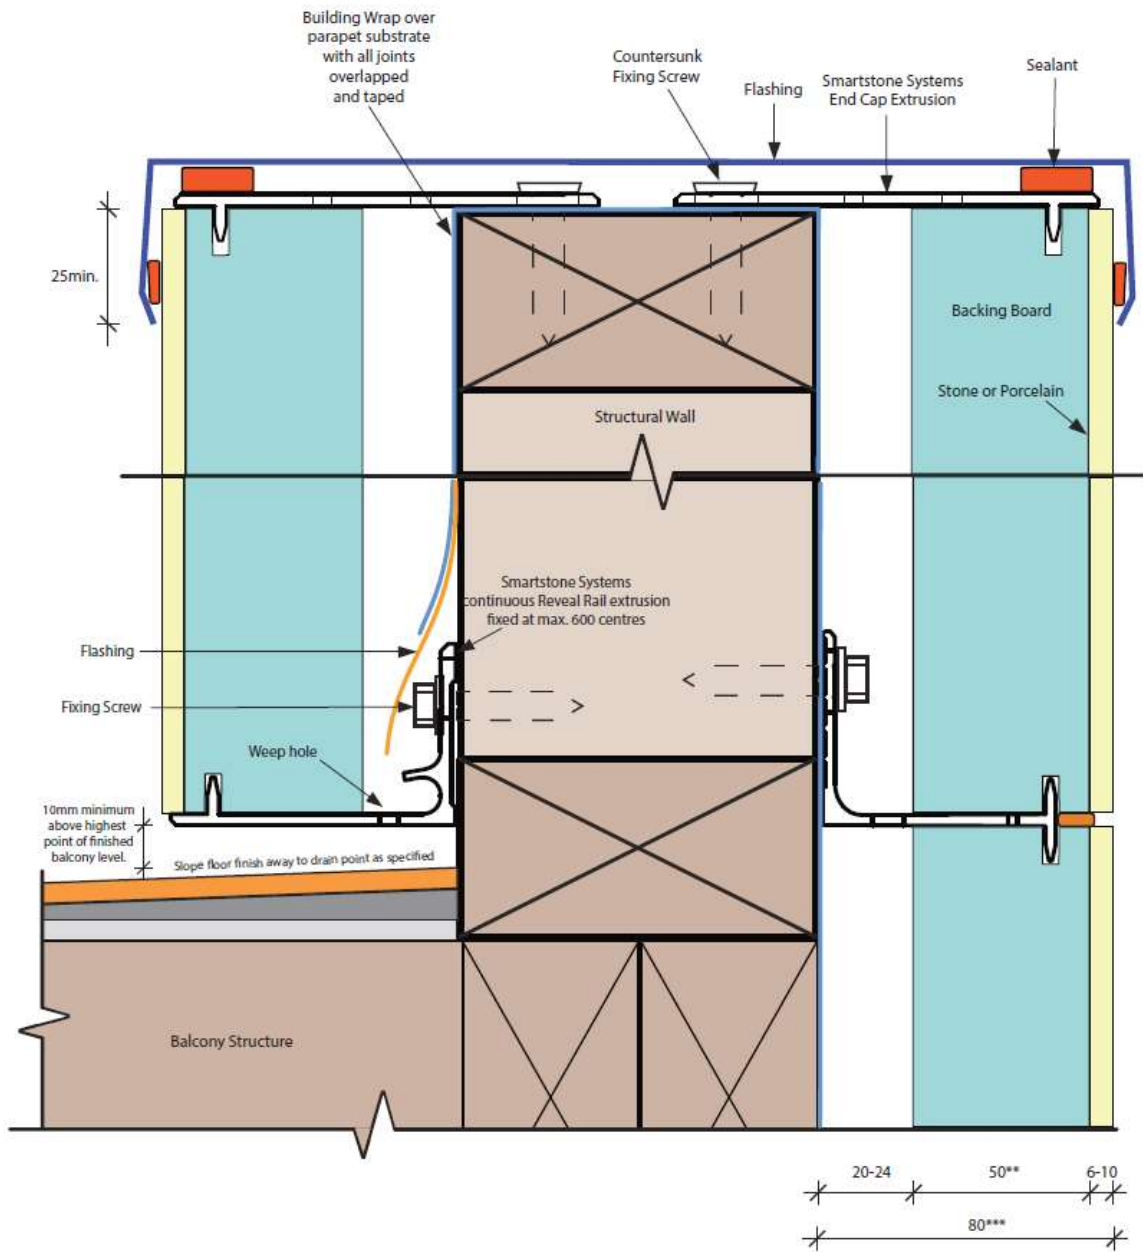 Building Wrap over
parapet substrate
with all joints
overlapped
and taped
Countersunk
Fixing Screw
Flashing
Smartstone Systems
End Cap Extrusion
Sealant
25min.
Backing Board
Stone or Porcelain
Structural Wall
Smartstone Systems
continuous Reveal Rail extrusion
fixed at max. 600 centres
Flashing
Fixing Screw
Weep hole
10mm minimum
above highest
point of finished
balcony level.
Slope floor finish away to drain point as specified
Balcony Structure
20-24
50**
6-10
80***